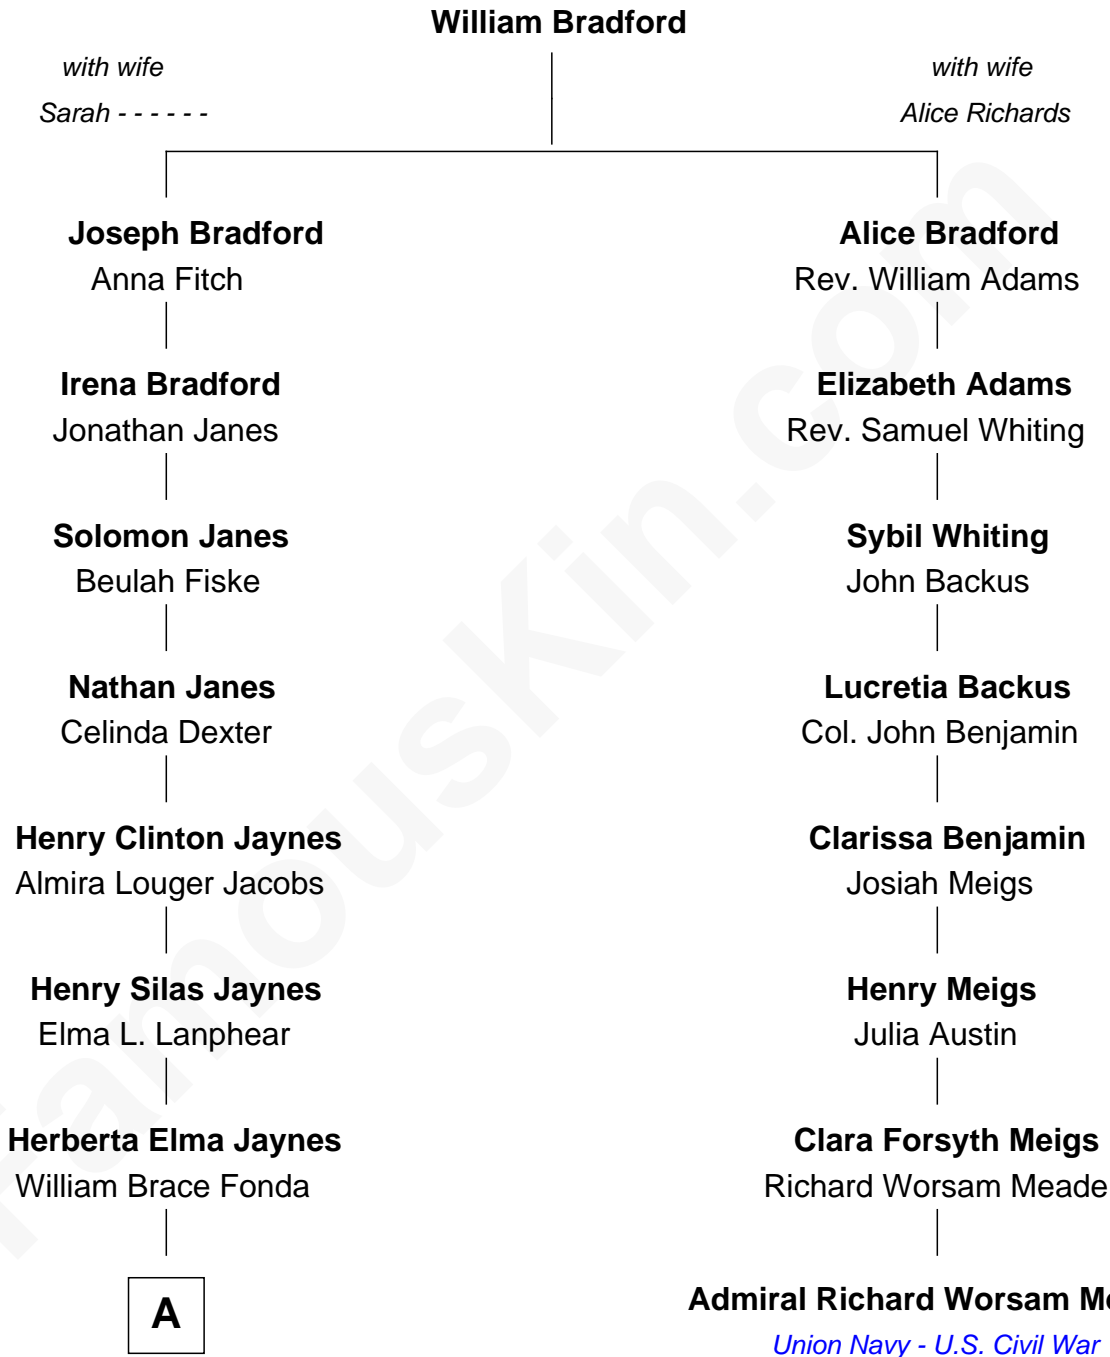 William Bradford
with wife
Sarah - - - - - -
with wife
Alice Richards
Joseph Bradford
Anna Fitch
Alice Bradford
Rev. William Adams
Irena Bradford
Jonathan Janes
Elizabeth Adams
Rev. Samuel Whiting
Solomon Janes
Beulah Fiske
Sybil Whiting
John Backus
Nathan Janes
Celinda Dexter
Lucretia Backus
Col. John Benjamin
Henry Clinton Jaynes
Almira Louger Jacobs
Clarissa Benjamin
Josiah Meigs
Henry Silas Jaynes
Elma L. Lanphear
Henry Meigs
Julia Austin
Herberta Elma Jaynes
William Brace Fonda
Clara Forsyth Meigs
Richard Worsam Meade
A
Admiral Richard Worsam
Union Navy - U.S. Civil War
FamousKin.com